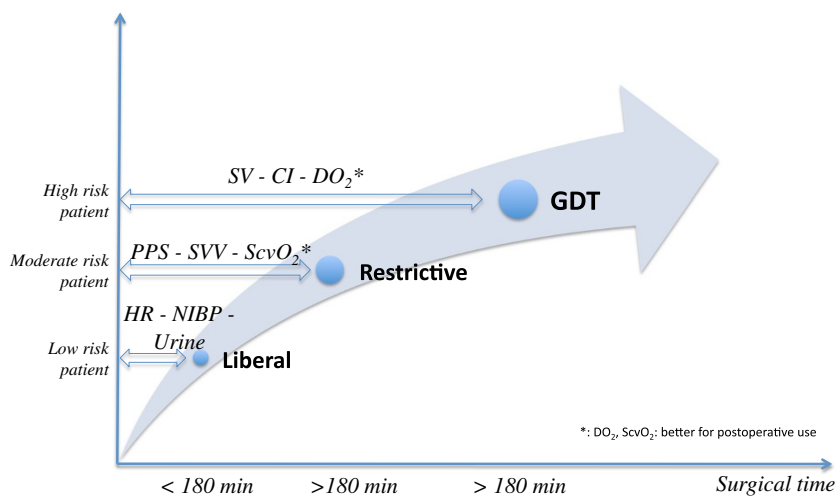 SV - CI - DO₂*
High risk
patient
GDT
PPS - SVV - ScvO₂*
Moderate risk
patient
Restrictive
HR - NIBP -
Urine
Low risk
patient
Liberal
*: DO₂, ScvO₂: better for postoperative use
< 180 min
>180 min
> 180 min
Surgical time